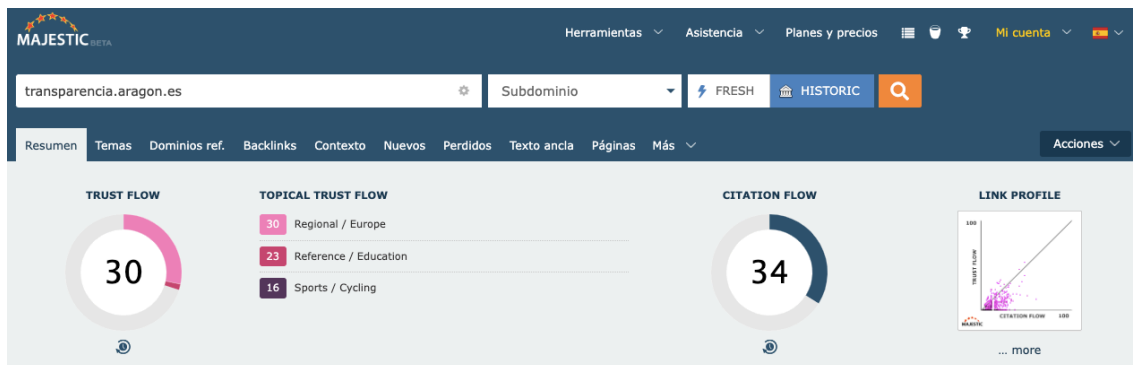 MAJESTIC BETA
Herramientas Asistencia Planes y precios Mi cuenta
transparencia.aragon.es Subdominio FRESH HISTORIC
Resumen Temas Dominios ref. Backlinks Contexto Nuevos Perdidos Texto ancla Páginas Más Acciones
TRUST FLOW
30
TOPICAL TRUST FLOW
30 Regional / Europe
23 Reference / Education
16 Sports / Cycling
CITATION FLOW
34
LINK PROFILE
100
TRUST FLOW
CITATION FLOW 100
MAJESTIC
... more